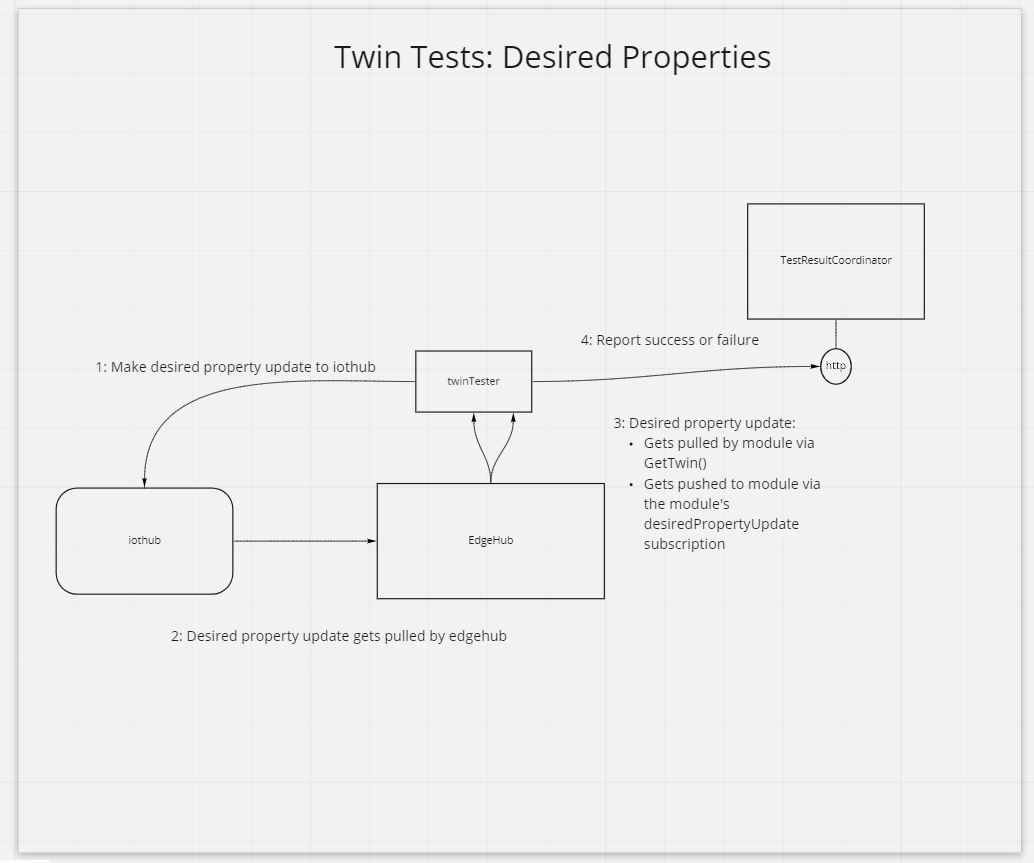 Twin Tests: Desired Properties
TestResultCoordinator
4: Report success or failure
http
1: Make desired property update to iothub
twinTester
3: Desired property update:
• Gets pulled by module via
GetTwin()
• Gets pushed to module via
the module's
desiredPropertyUpdate
subscription
iothub
EdgeHub
2: Desired property update gets pulled by edgehub